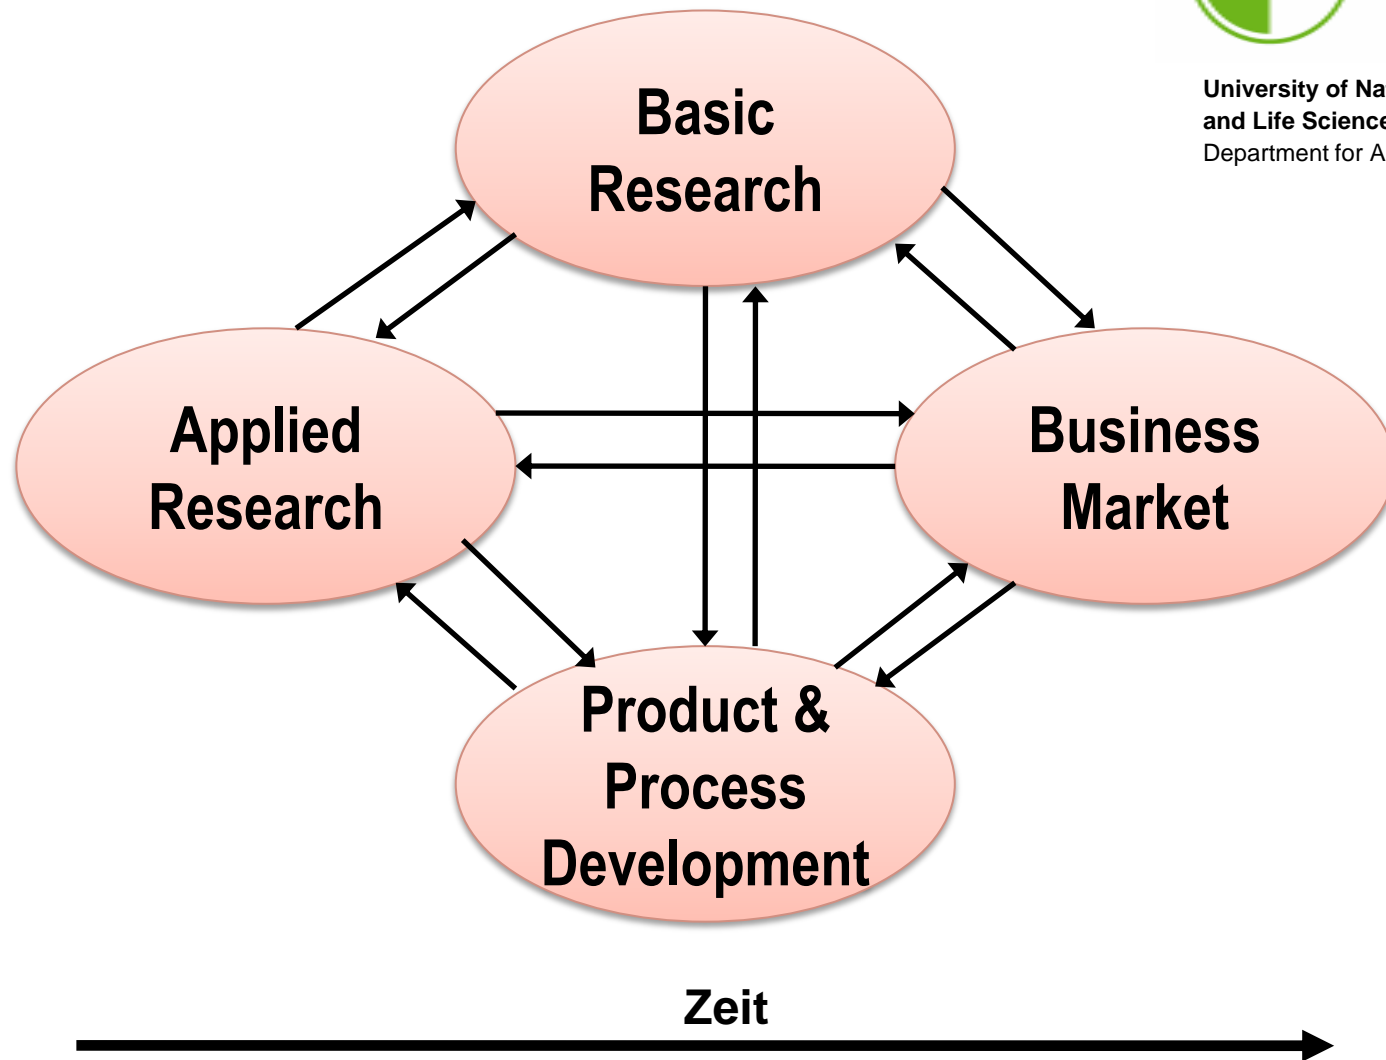 Basic
Research
University of Na
and Life Science
Department for A
Applied
Research
Business
Market
Product &
Process
Development
Zeit